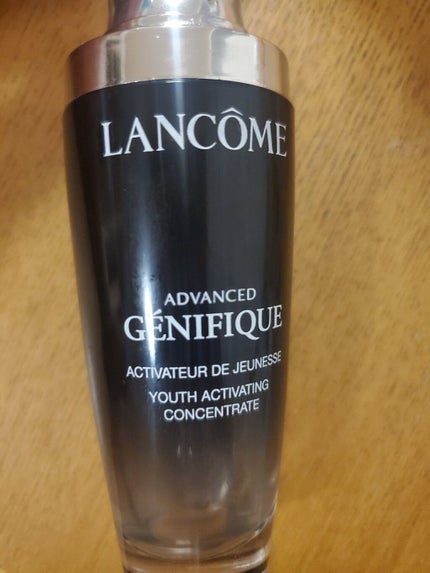 LANCÔME
ADVANCED
GÉNIFIQUE
ACTIVATEUR DE JEUNESSE
YOUTH ACTIVATING
CONCENTRATE